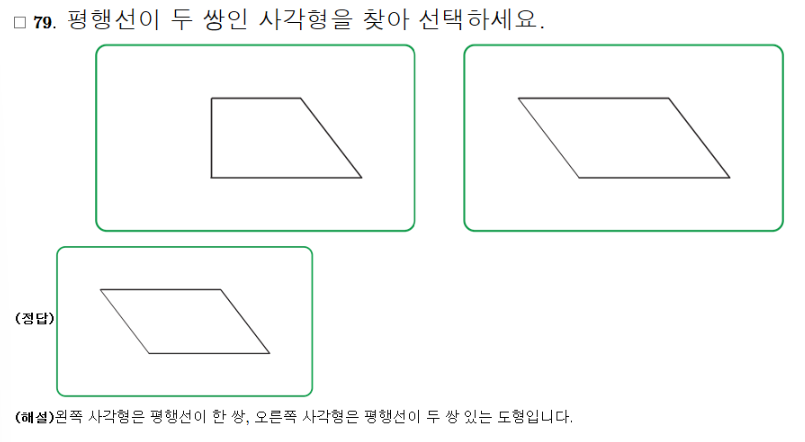 □ 79. 평행선이 두 쌍인 사각형을 찾아 선택하세요.
(정답)
(해설)왼쪽 사각형은 평행선이 한 쌍, 오른쪽 사각형은 평행선이 두 쌍 있는 도형입니다.